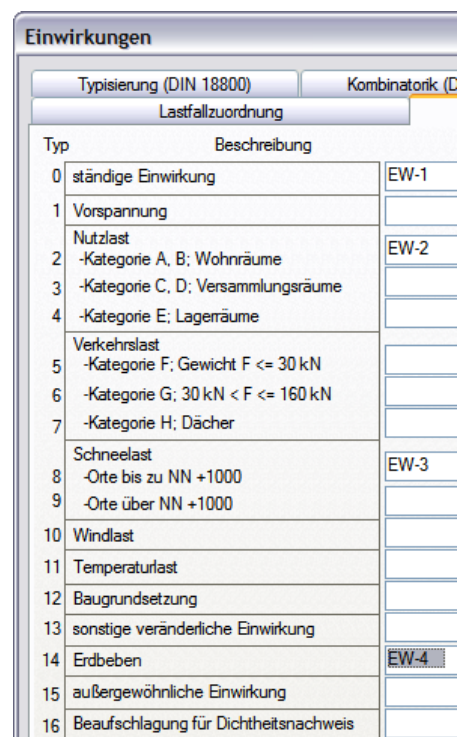 Einwirkungen
Typisierung (DIN 18800) Kombinatorik (D
Lastfallzuordnung
Typ Beschreibung
0 ständige Einwirkung EW-1
1 Vorspannung
Nutzlast
2 -Kategorie A, B; Wohnräume EW-2
3 -Kategorie C, D; Versammlungsräume
4 -Kategorie E; Lagerräume
Verkehrslast
5 -Kategorie F; Gewicht F <= 30 kN
6 -Kategorie G; 30 kN < F <= 160 kN
7 -Kategorie H; Dächer
Schneelast
8 -Orte bis zu NN +1000 EW-3
9 -Orte über NN +1000
10 Windlast
11 Temperaturlast
12 Baugrundsetzung
13 sonstige veränderliche Einwirkung
14 Erdbeben EW-4
15 außergewöhnliche Einwirkung
16 Beaufschlagung für Dichtheitsnachweis